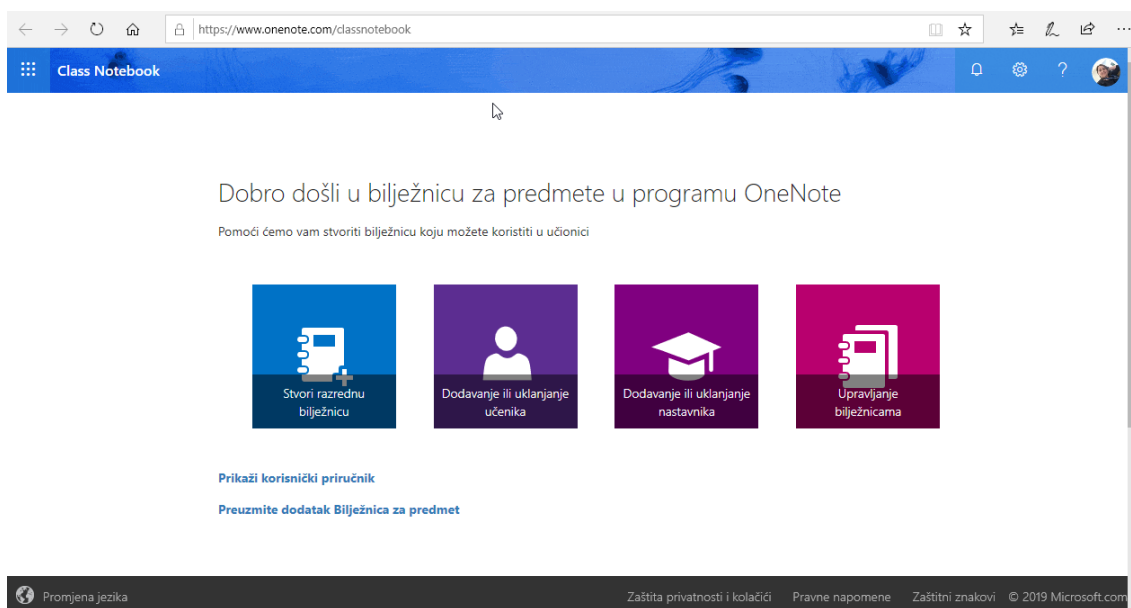 https://www.onenote.com/classnotebook
Class Notebook
Dobro došli u bilježnicu za predmete u programu OneNote
Pomoći ćemo vam stvoriti bilježnicu koju možete koristiti u učionici
Stvori razrednu
bilježnicu
Dodavanje ili uklanjanje
učenika
Dodavanje ili uklanjanje
nastavnika
Upravljanje
bilježnicama
Prikaži korisnički priručnik
Preuzmite dodatak Bilježnica za predmet
Promjena jezika Zaštita privatnosti i kolačići Pravne napomene Zaštitni znakovi © 2019 Microsoft.com